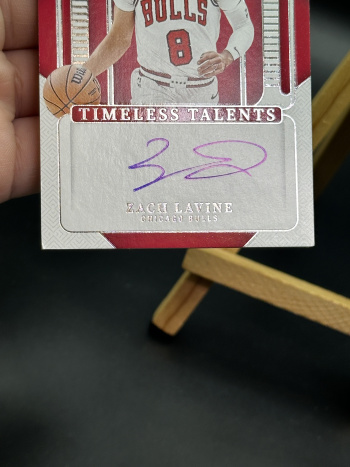 BULLS
8
TIMELESS TALENTS
ZACH LAVINE
CHICAGO BULLS